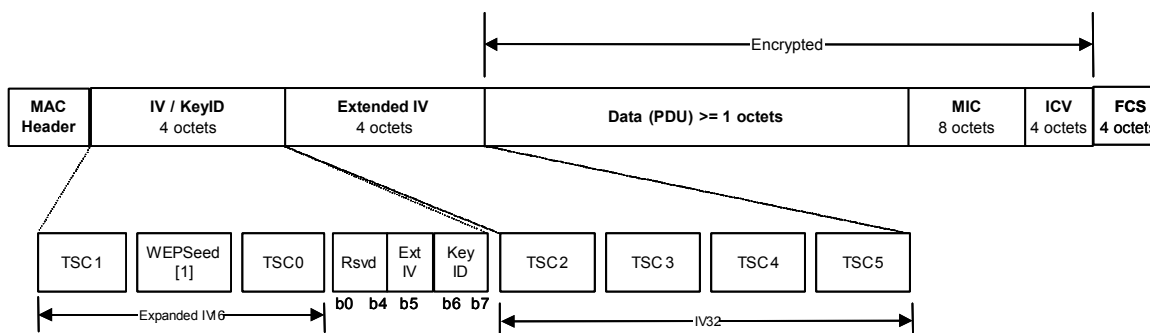 Encrypted
MAC
Header
IV / KeyID
4 octets
Extended IV
4 octets
Data (PDU) >= 1 octets
MIC
8 octets
ICV
4 octets
FCS
4 octets
TSC1
WEPSeed
[1]
TSC0
Rsvd
Ext
IV
Key
ID
TSC2
TSC3
TSC4
TSC5
b0 b4 b5 b6 b7
Expanded IV16
IV32